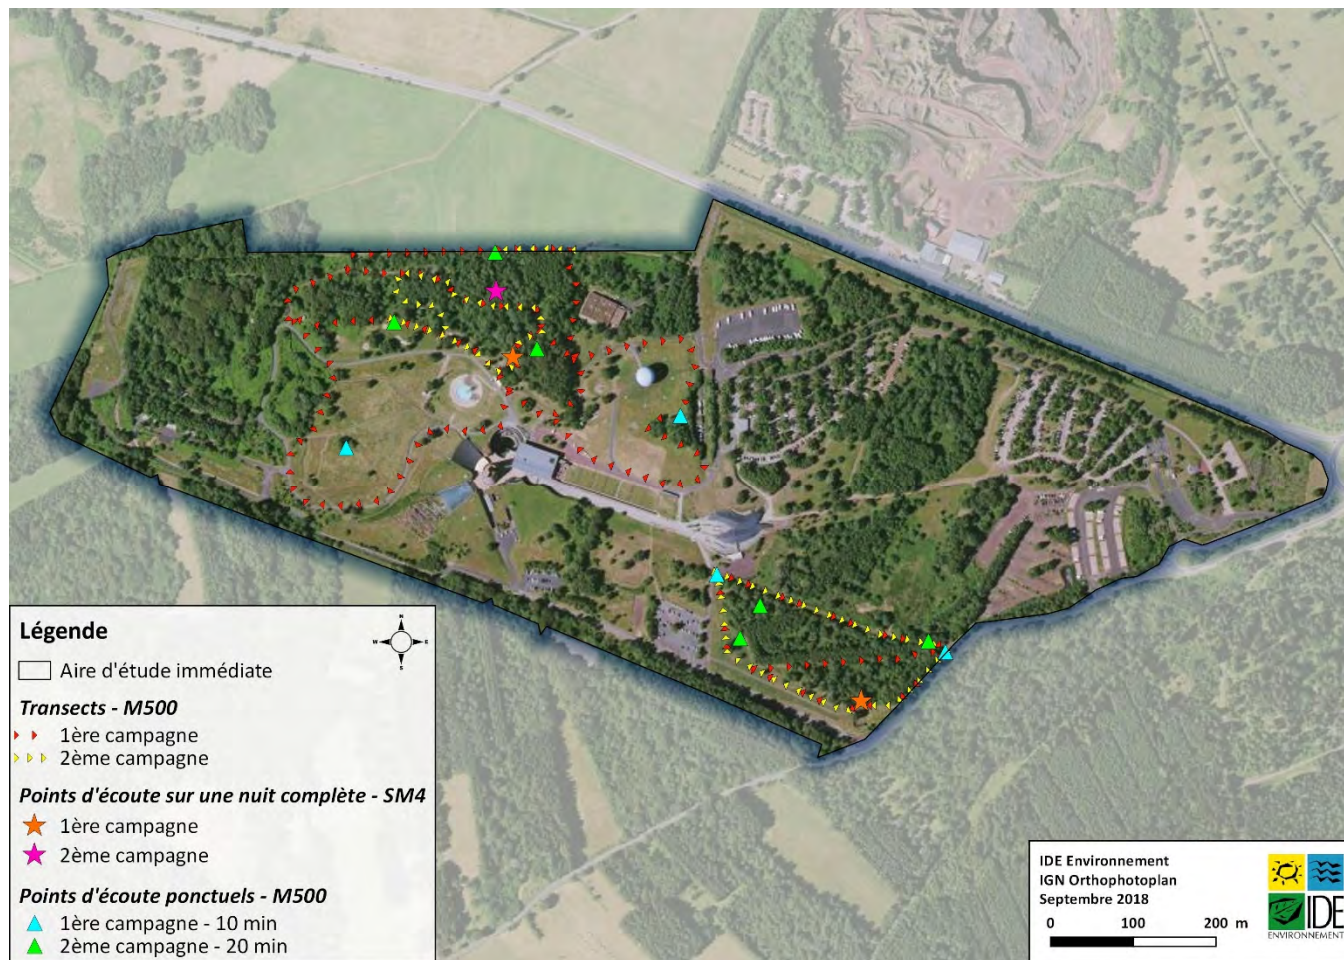 Légende
N
W
E
S
Aire d'étude immédiate
Transects - M500
1ère campagne
2ème campagne
Points d'écoute sur une nuit complète - SM4
1ère campagne
2ème campagne
Points d'écoute ponctuels - M500
1ère campagne - 10 min
2ème campagne - 20 min
IDE Environnement
IGN Orthophotoplan
Septembre 2018
0 100 200 m
IDE
ENVIRONNEMENT